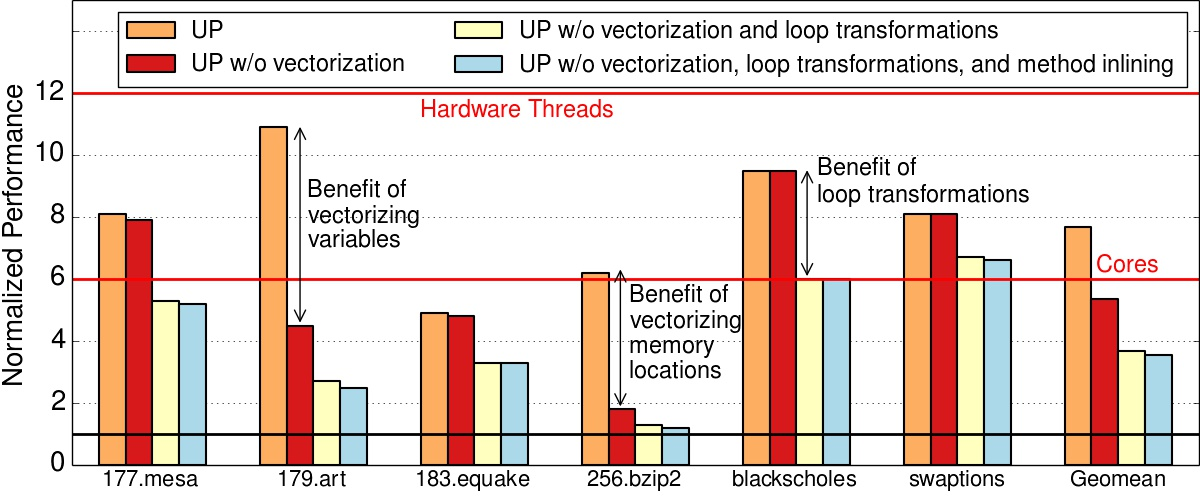 UP
UP w/o vectorization
UP w/o vectorization and loop transformations
UP w/o vectorization, loop transformations, and method inlining
Normalized Performance
12
10
8
6
4
2
0
Hardware Threads
Benefit of
vectorizing
variables
Benefit of
vectorizing
memory
locations
Benefit of
loop transformations
Cores
177.mesa
179.art
183.equake
256.bzip2
blackscholes
swaptions
Geomean